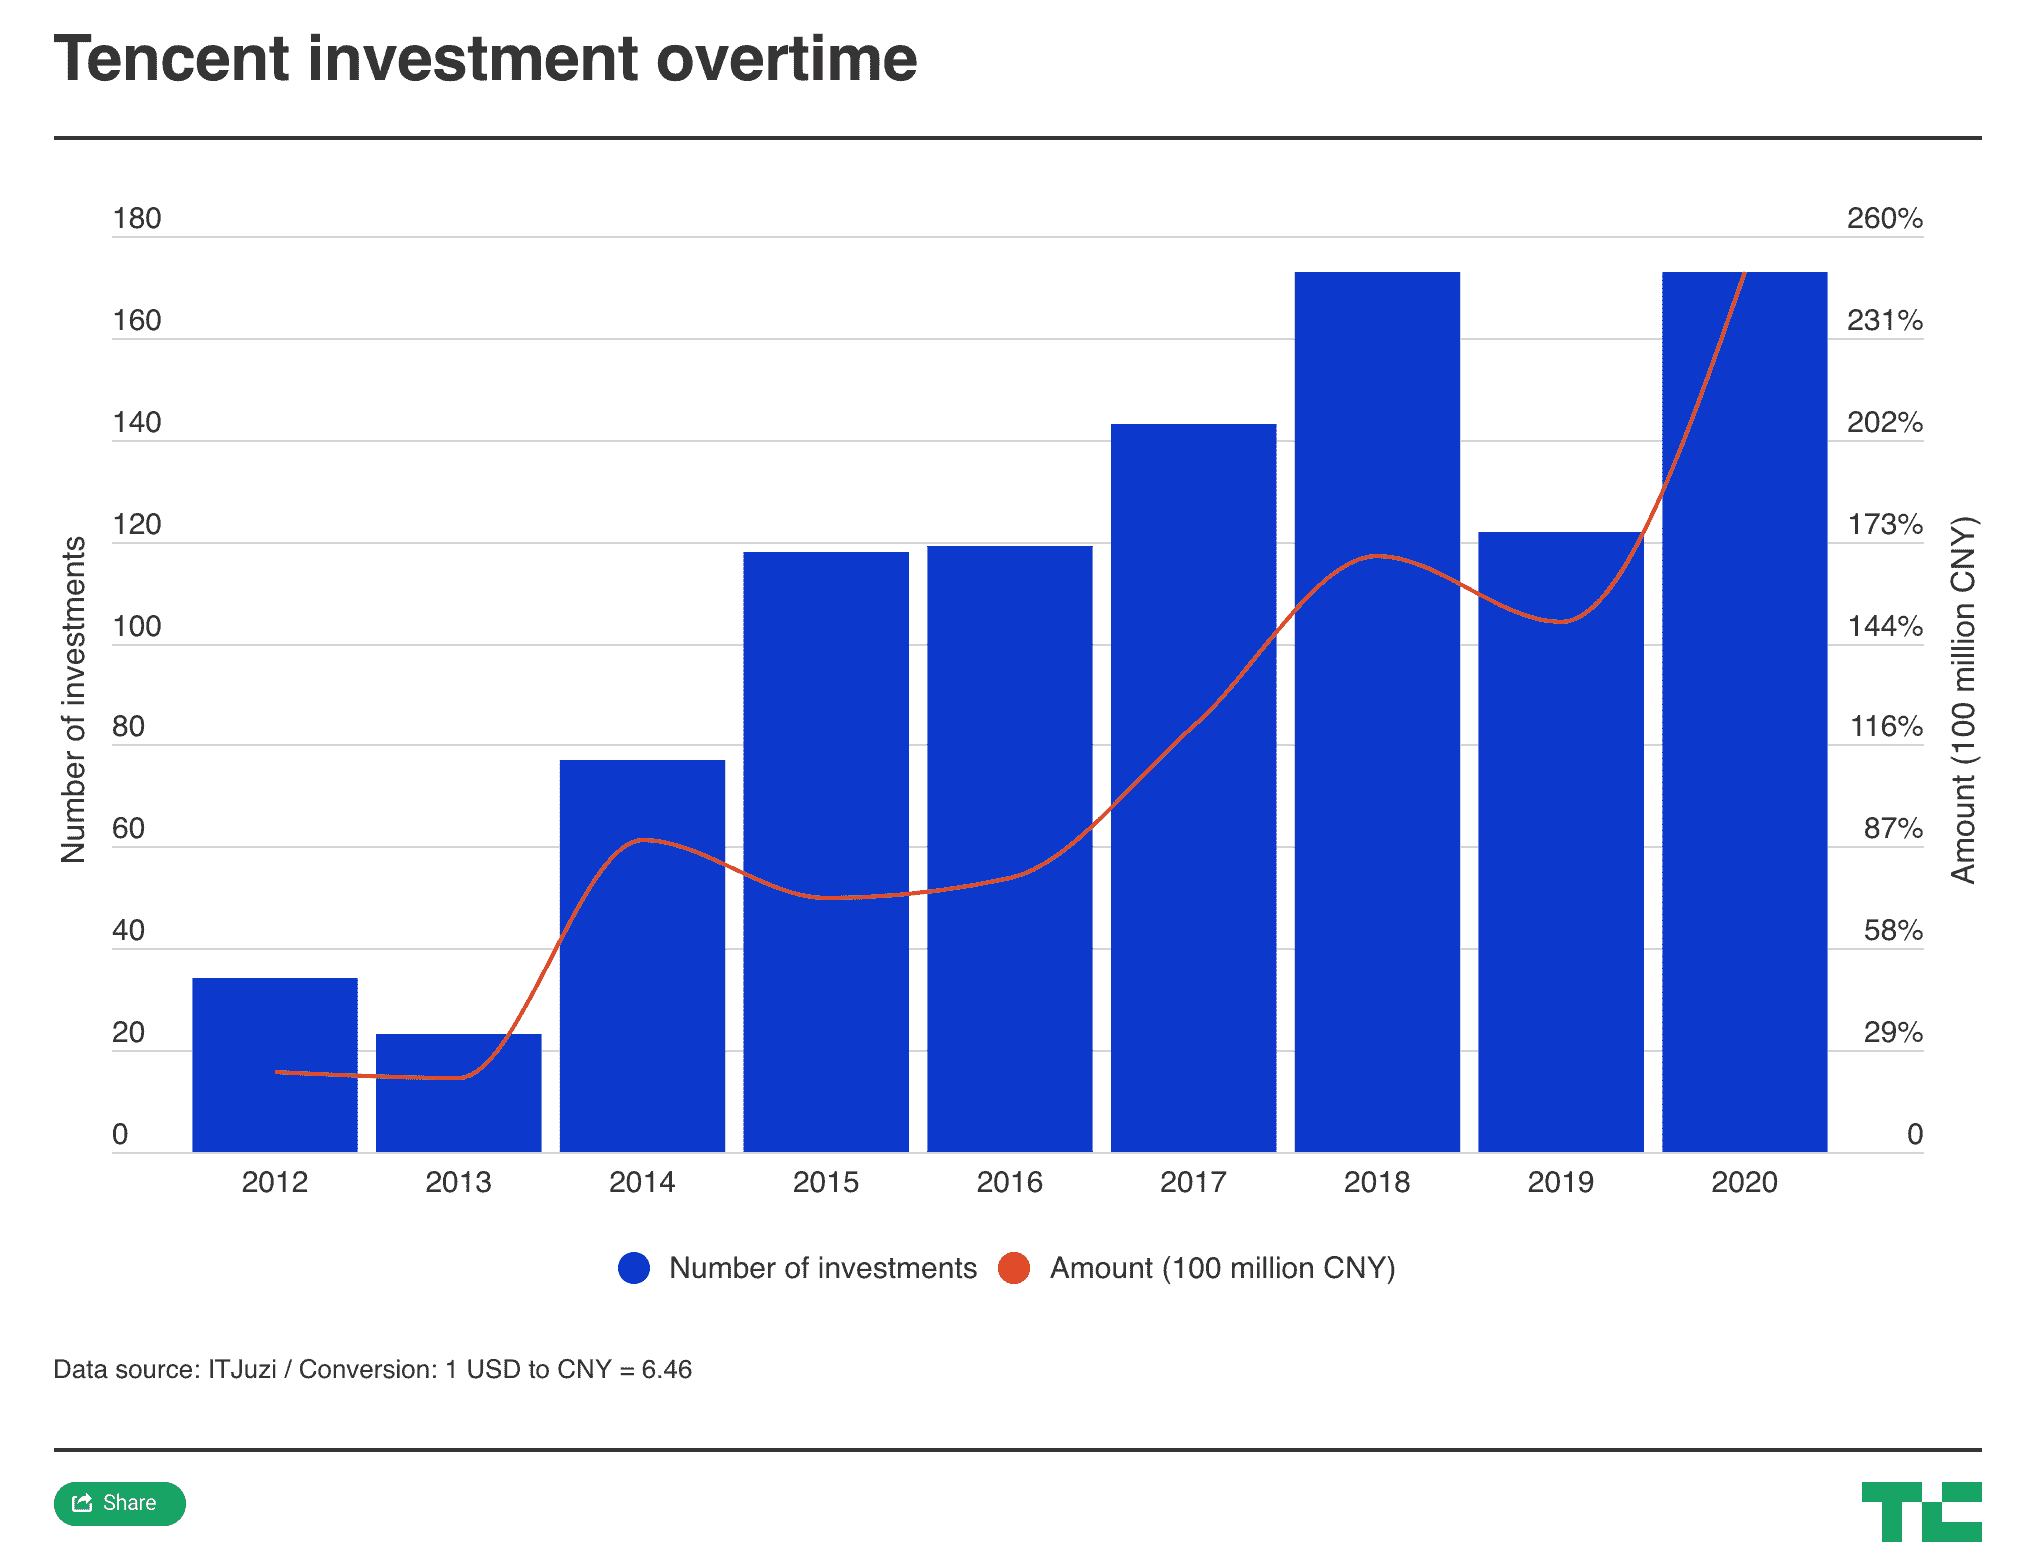 Tencent investment overtime
180
260%
160
231%
140
202%
120
173%
100
144%
80
116%
60
87%
40
58%
20
29%
0
0
Number of investments
Amount (100 million CNY)
2012 2013 2014 2015 2016 2017 2018 2019 2020
Number of investments Amount (100 million CNY)
Data source: ITJuzi / Conversion: 1 USD to CNY = 6.46
Share
TC